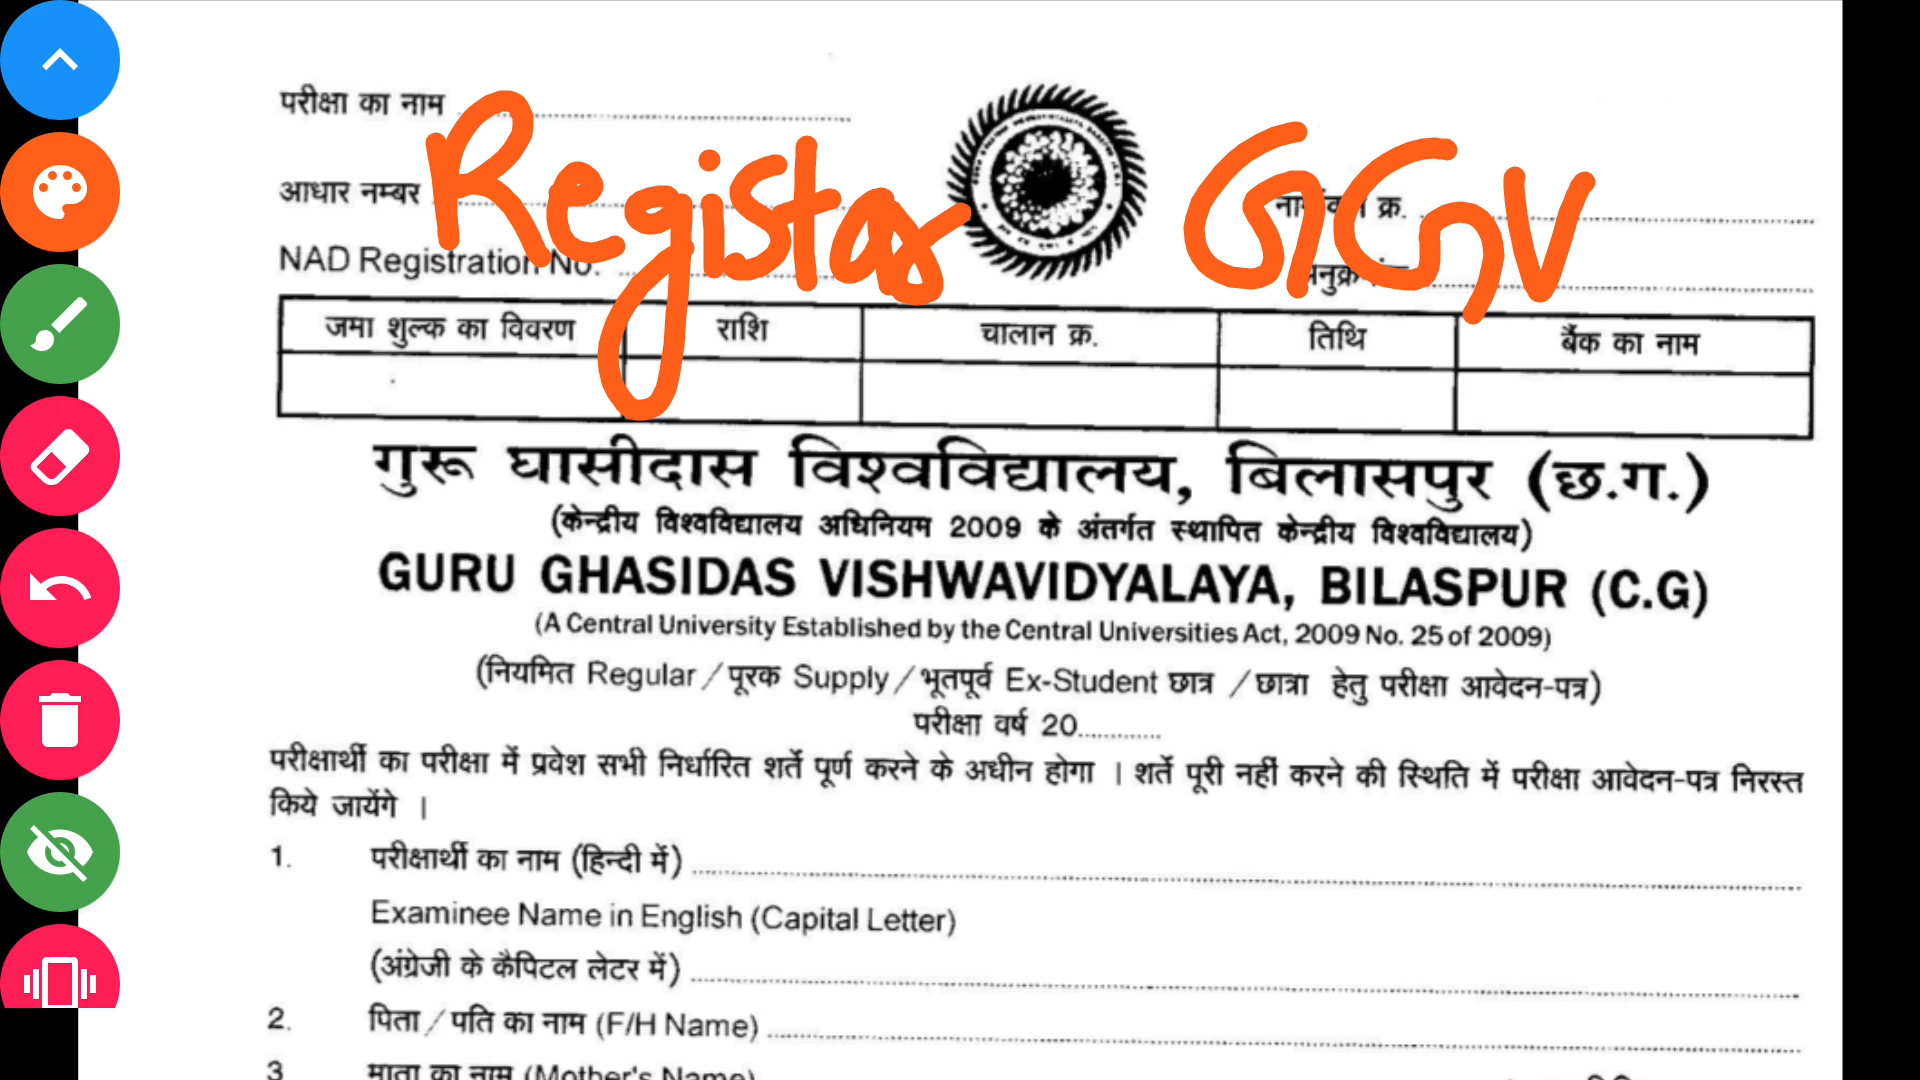 परीक्षा का नाम
Registar GGV
आधार नम्बर
नामांकन क्र.
NAD Registration No.
जमा शुल्क का विवरण राशि चालान क्र. तिथि बैंक का नाम
गुरू घासीदास विश्वविद्यालय, बिलासपुर (छ.ग.)
(केन्द्रीय विश्वविद्यालय अधिनियम 2009 के अंतर्गत स्थापित केन्द्रीय विश्वविद्यालय)
GURU GHASIDAS VISHWAVIDYALAYA, BILASPUR (C.G)
(A Central University Established by the Central Universities Act, 2009 No. 25 of 2009)
(नियमित Regular / पूरक Supply / भूतपूर्व Ex-Student छात्र / छात्रा हेतु परीक्षा आवेदन-पत्र)
परीक्षा वर्ष 20...........
परीक्षार्थी का परीक्षा में प्रवेश सभी निर्धारित शर्ते पूर्ण करने के अधीन होगा । शर्ते पूरी नहीं करने की स्थिति में परीक्षा आवेदन-पत्र निरस्त
किये जायेंगे ।
1. परीक्षार्थी का नाम (हिन्दी में)
Examinee Name in English (Capital Letter)
(अंग्रेजी के कैपिटल लेटर में)
2. पिता / पति का नाम (F/H Name)
3 माता का नाम (Mother's Name)